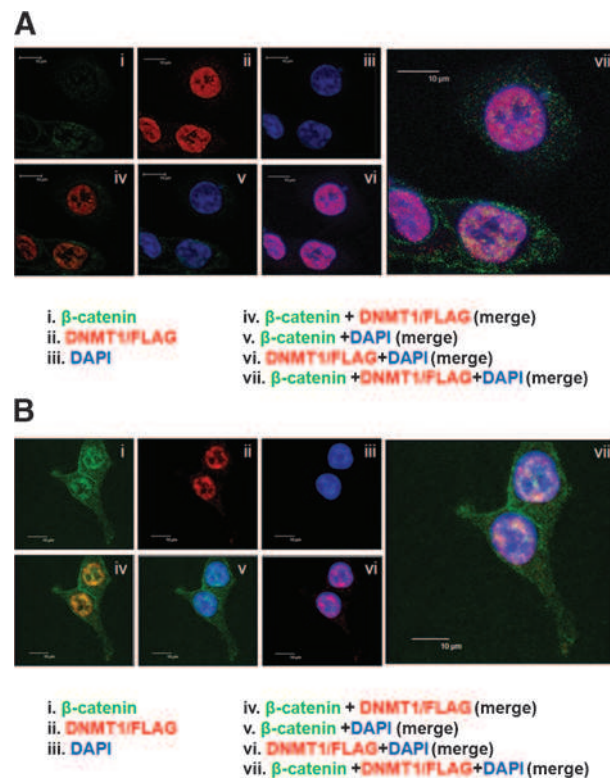 A
i
ii
iii
vii
10 µm
iv
v
vi
i. β-catenin
ii. DNMT1/FLAG
iii. DAPI
iv. β-catenin + DNMT1/FLAG (merge)
v. β-catenin +DAPI (merge)
vi. DNMT1/FLAG+DAPI (merge)
vii. β-catenin +DNMT1/FLAG+DAPI (merge)
B
i
ii
iii
vii
iv
v
vi
10 µm
i. β-catenin
ii. DNMT1/FLAG
iii. DAPI
iv. β-catenin + DNMT1/FLAG (merge)
v. β-catenin +DAPI (merge)
vi. DNMT1/FLAG+DAPI (merge)
vii. β-catenin +DNMT1/FLAG+DAPI (merge)